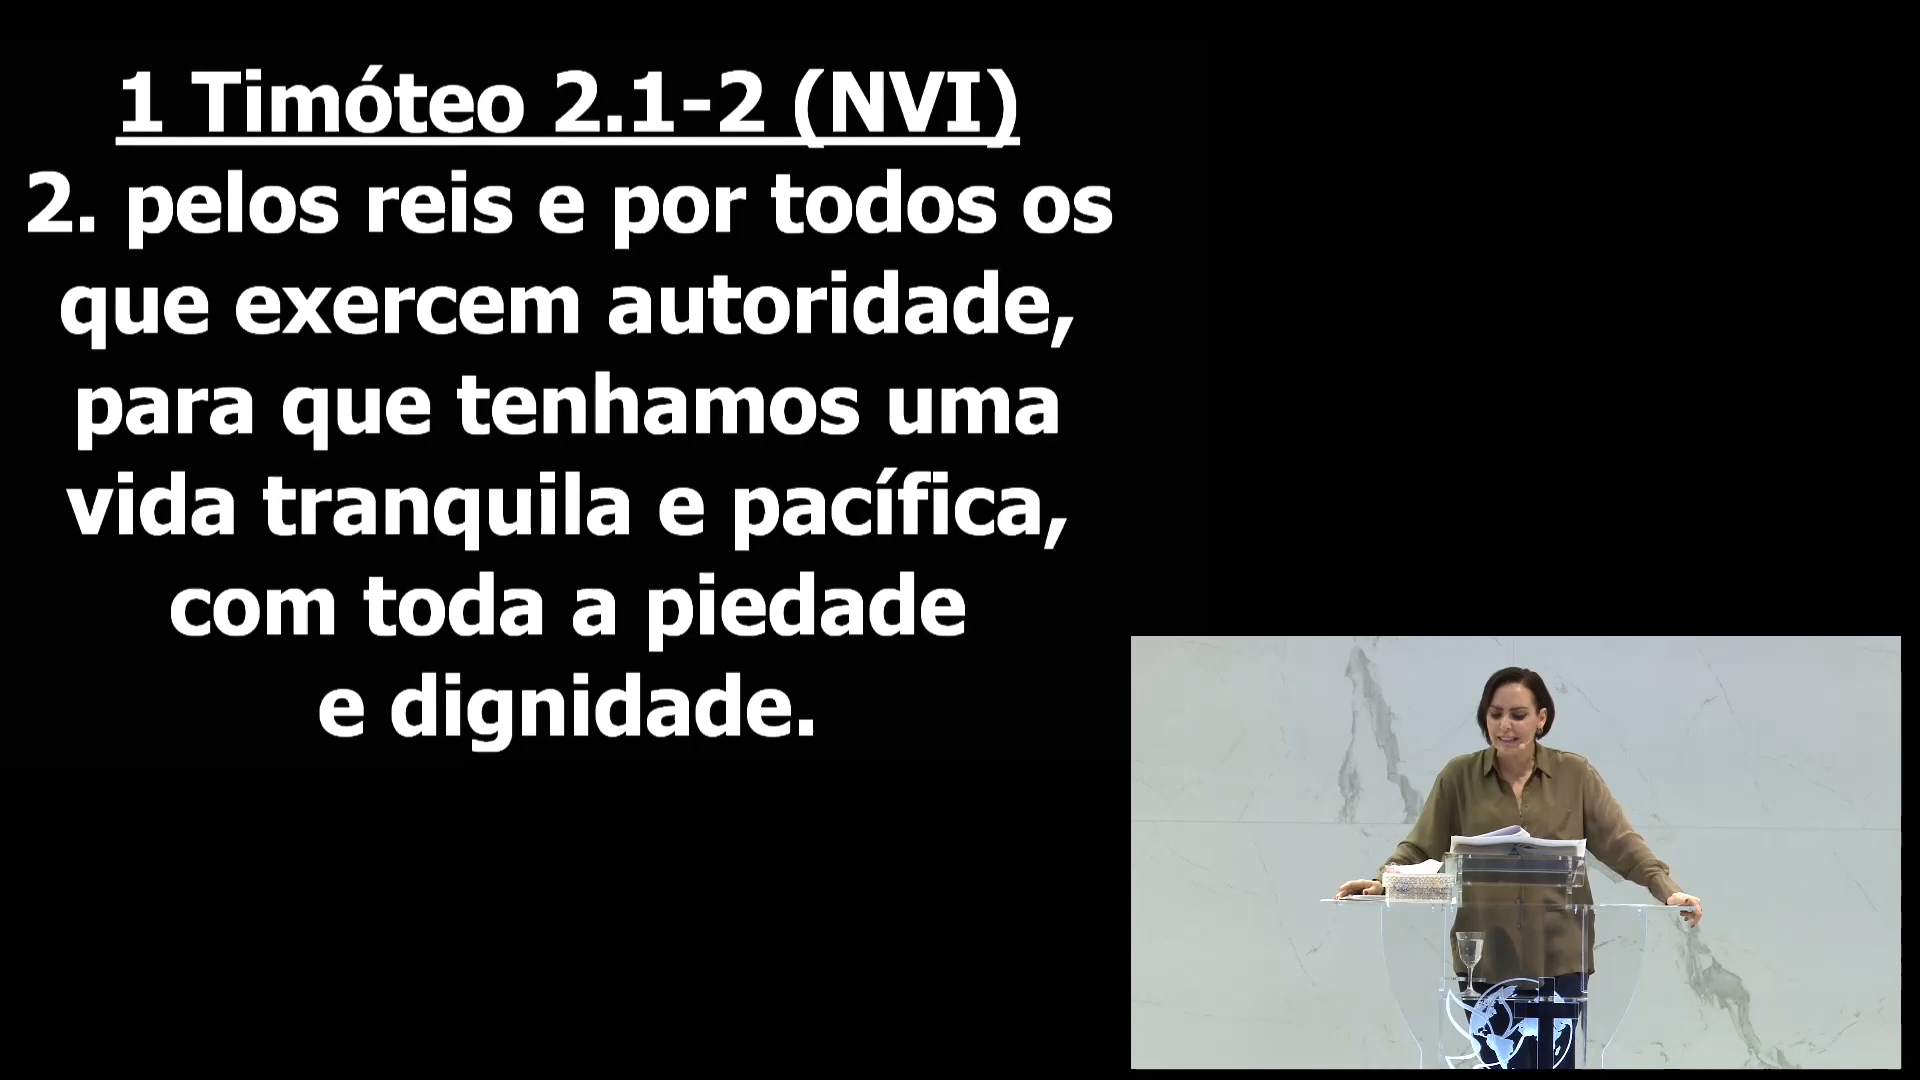 1 Timóteo 2.1-2 (NVI)
2. pelos reis e por todos os
que exercem autoridade,
para que tenhamos uma
vida tranquila e pacífica,
com toda a piedade
e dignidade.